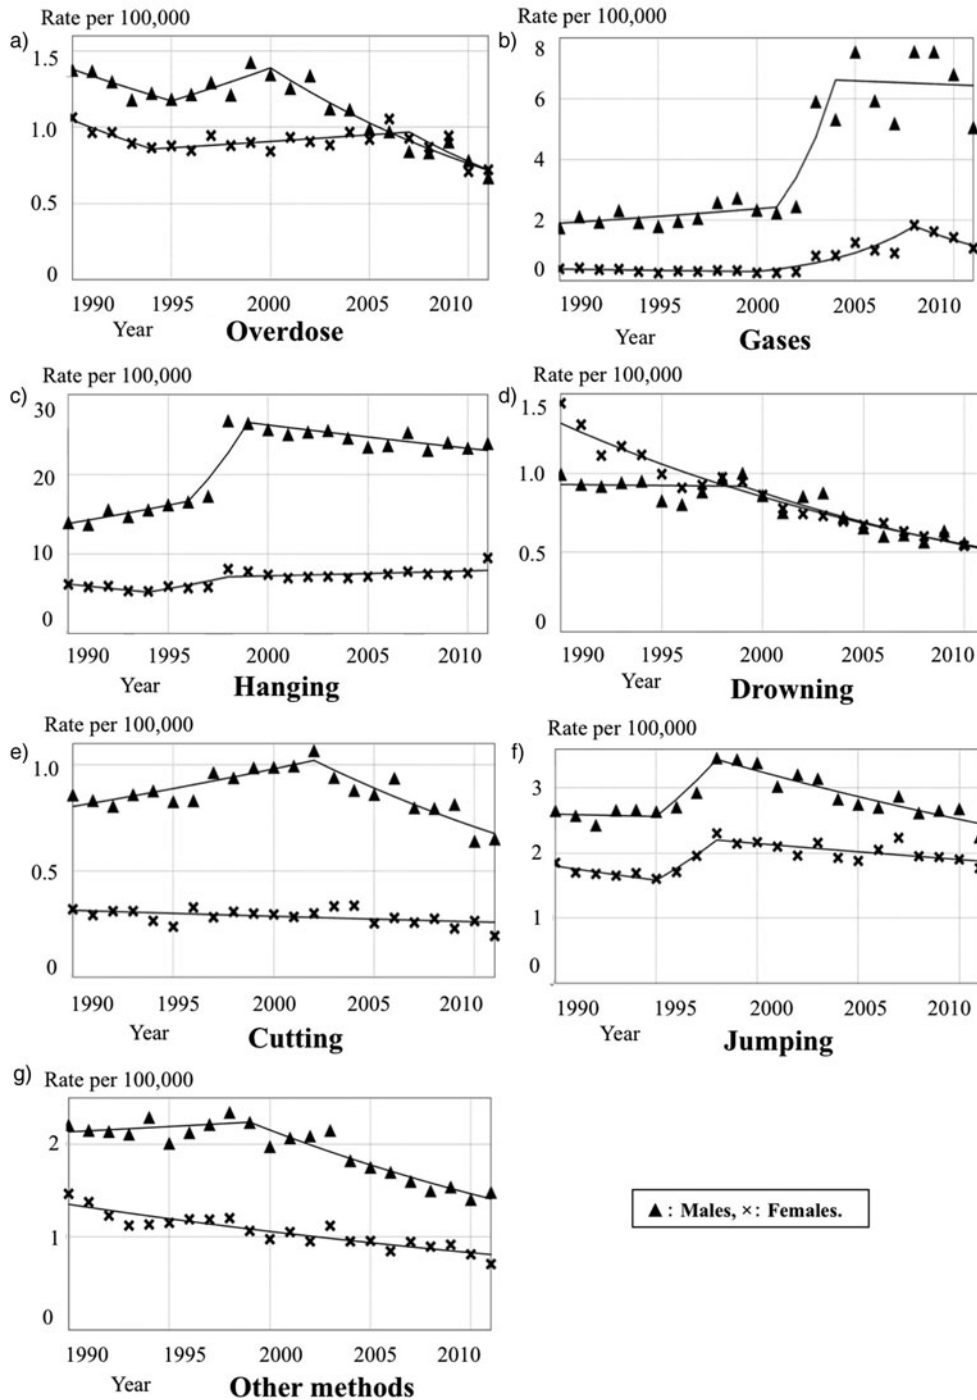 Rate per 100,000
a)
1.5
1.0
0.5
0
1990 1995 2000 2005 2010
Year
Overdose
Rate per 100,000
b)
8
6
4
2
0
1990 1995 2000 2005 2010
Year
Gases
Rate per 100,000
c)
30
20
10
0
1990 1995 2000 2005 2010
Year
Hanging
Rate per 100,000
d)
1.5
1.0
0.5
0
1990 1995 2000 2005 2010
Year
Drowning
Rate per 100,000
e)
1.0
0.5
0
1990 1995 2000 2005 2010
Year
Cutting
Rate per 100,000
f)
3
2
1
0
1990 1995 2000 2005 2010
Year
Jumping
g)
Rate per 100,000
2
1
0
1990 1995 2000 2005 2010
Year
Other methods
▲: Males, ×: Females.